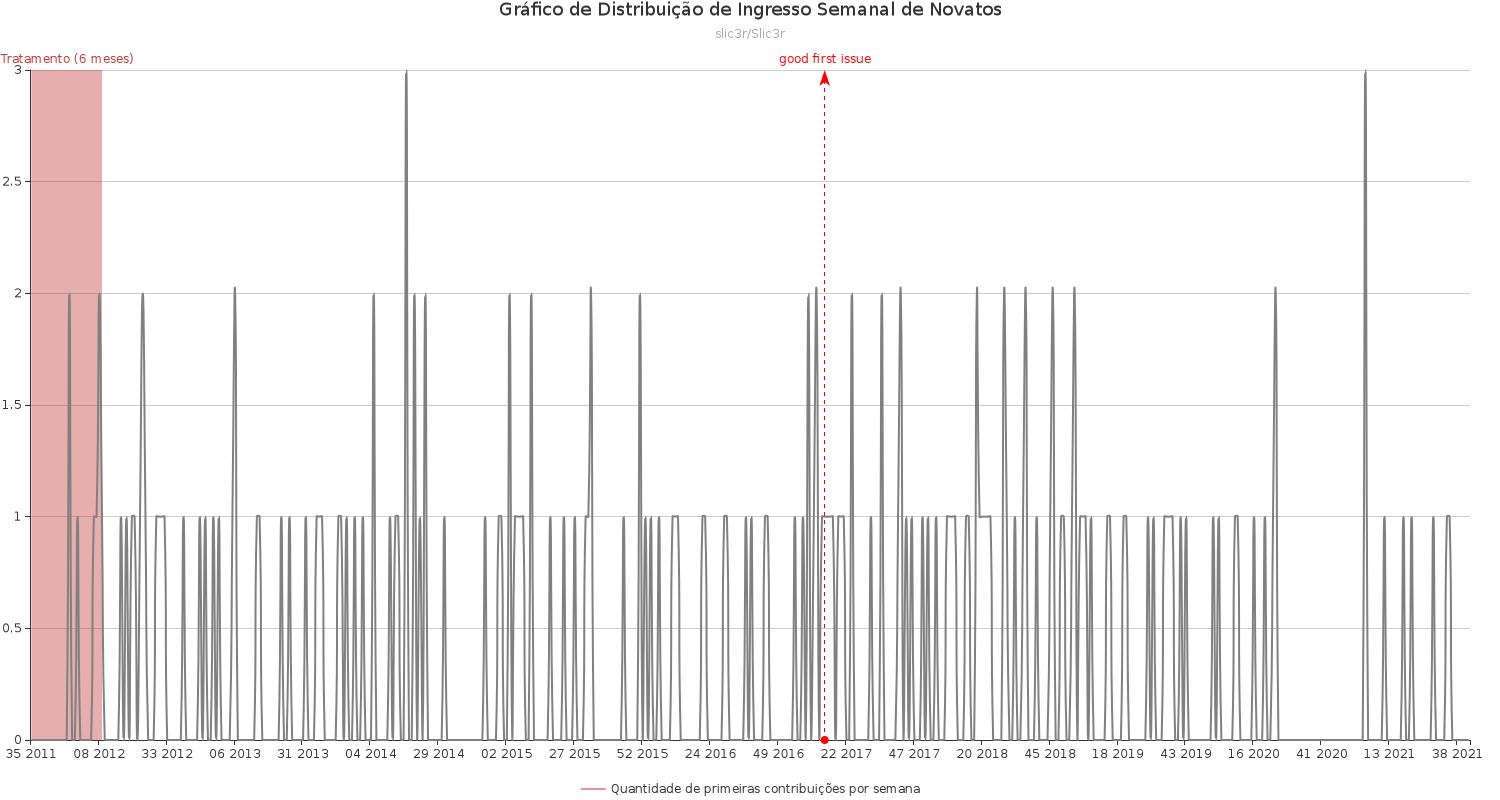 Gráfico de Distribuição de Ingresso Semanal de Novatos
slic3r/Slic3r
Tratamento (6 meses)
good first issue
3
2.5
2
1.5
1
0.5
0
35 2011 08 2012 33 2012 06 2013 31 2013 04 2014 29 2014 02 2015 27 2015 52 2015 24 2016 49 2016 22 2017 47 2017 20 2018 45 2018 18 2019 43 2019 16 2020 41 2020 13 2021 38 2021
Quantidade de primeiras contribuições por semana